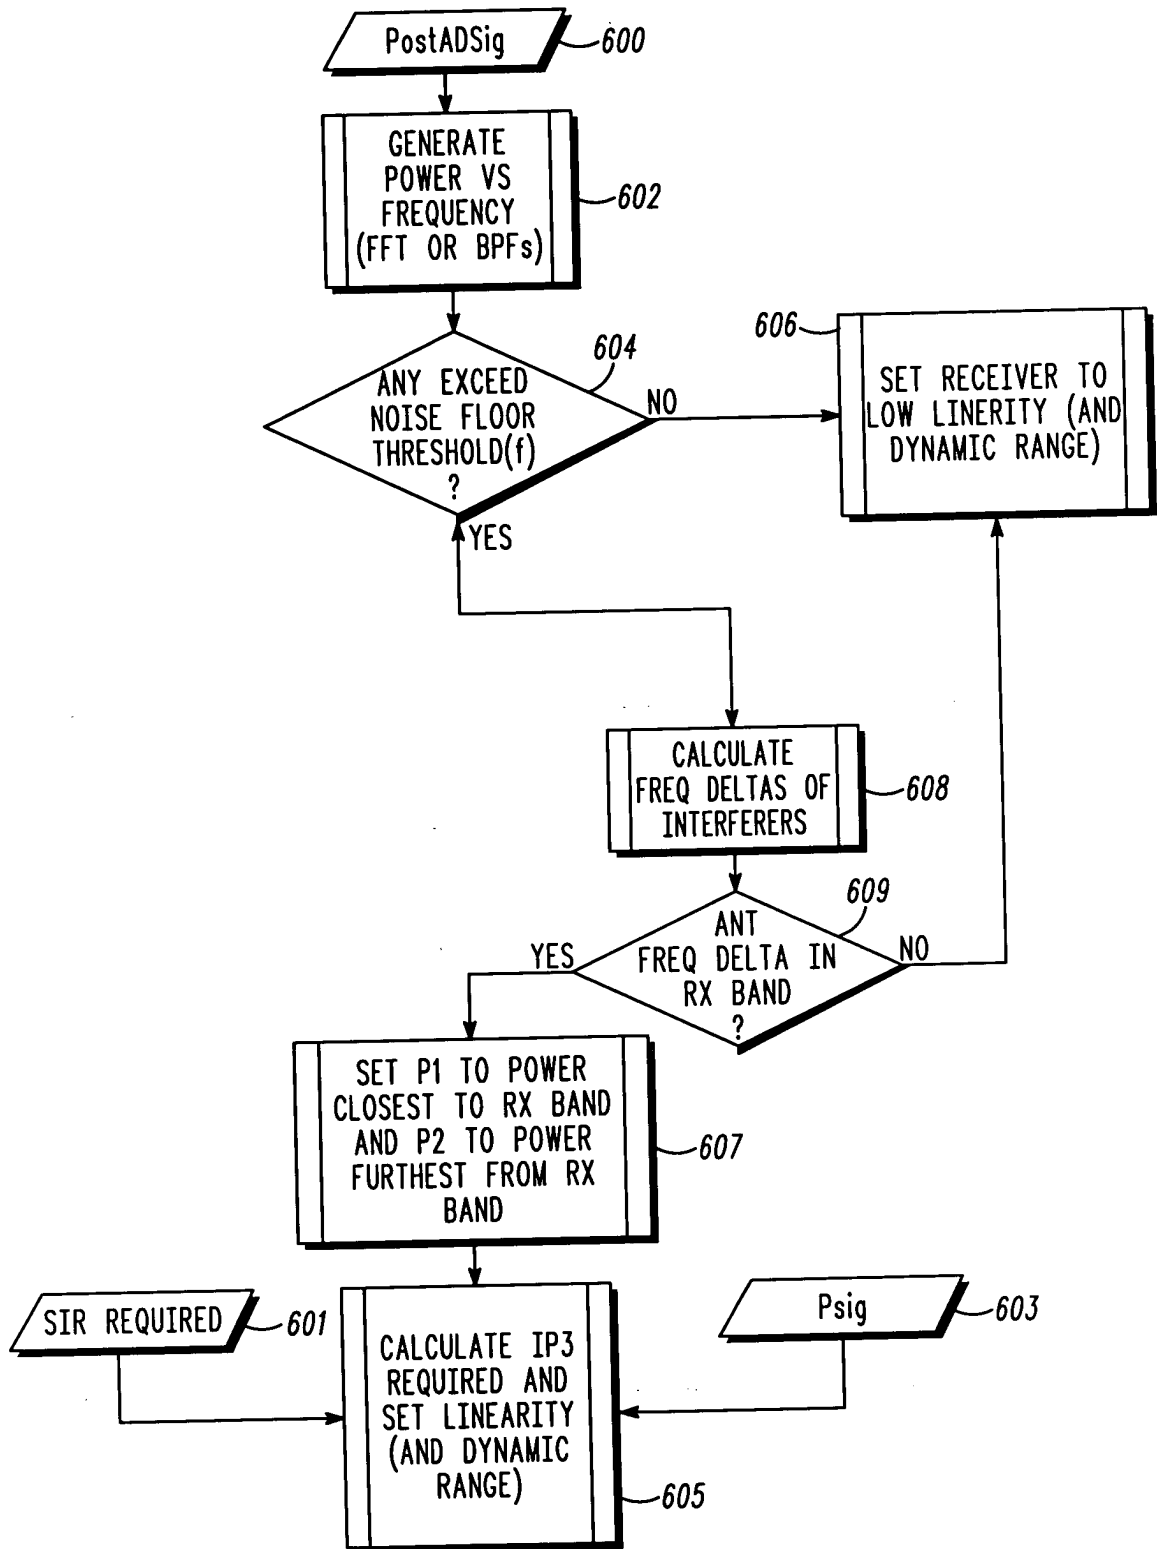 PostADSig
600
GENERATE
POWER VS
FREQUENCY
(FFT OR BPFs)
602
ANY EXCEED
NOISE FLOOR
THRESHOLD(f)
?
604
NO
YES
606
SET RECEIVER TO
LOW LINERITY (AND
DYNAMIC RANGE)
CALCULATE
FREQ DELTAS OF
INTERFERERS
608
ANT
FREQ DELTA IN
RX BAND
?
609
YES
NO
SET P1 TO POWER
CLOSEST TO RX BAND
AND P2 TO POWER
FURTHEST FROM RX
BAND
607
SIR REQUIRED
601
Psig
603
CALCULATE IP3
REQUIRED AND
SET LINEARITY
(AND DYNAMIC
RANGE)
605